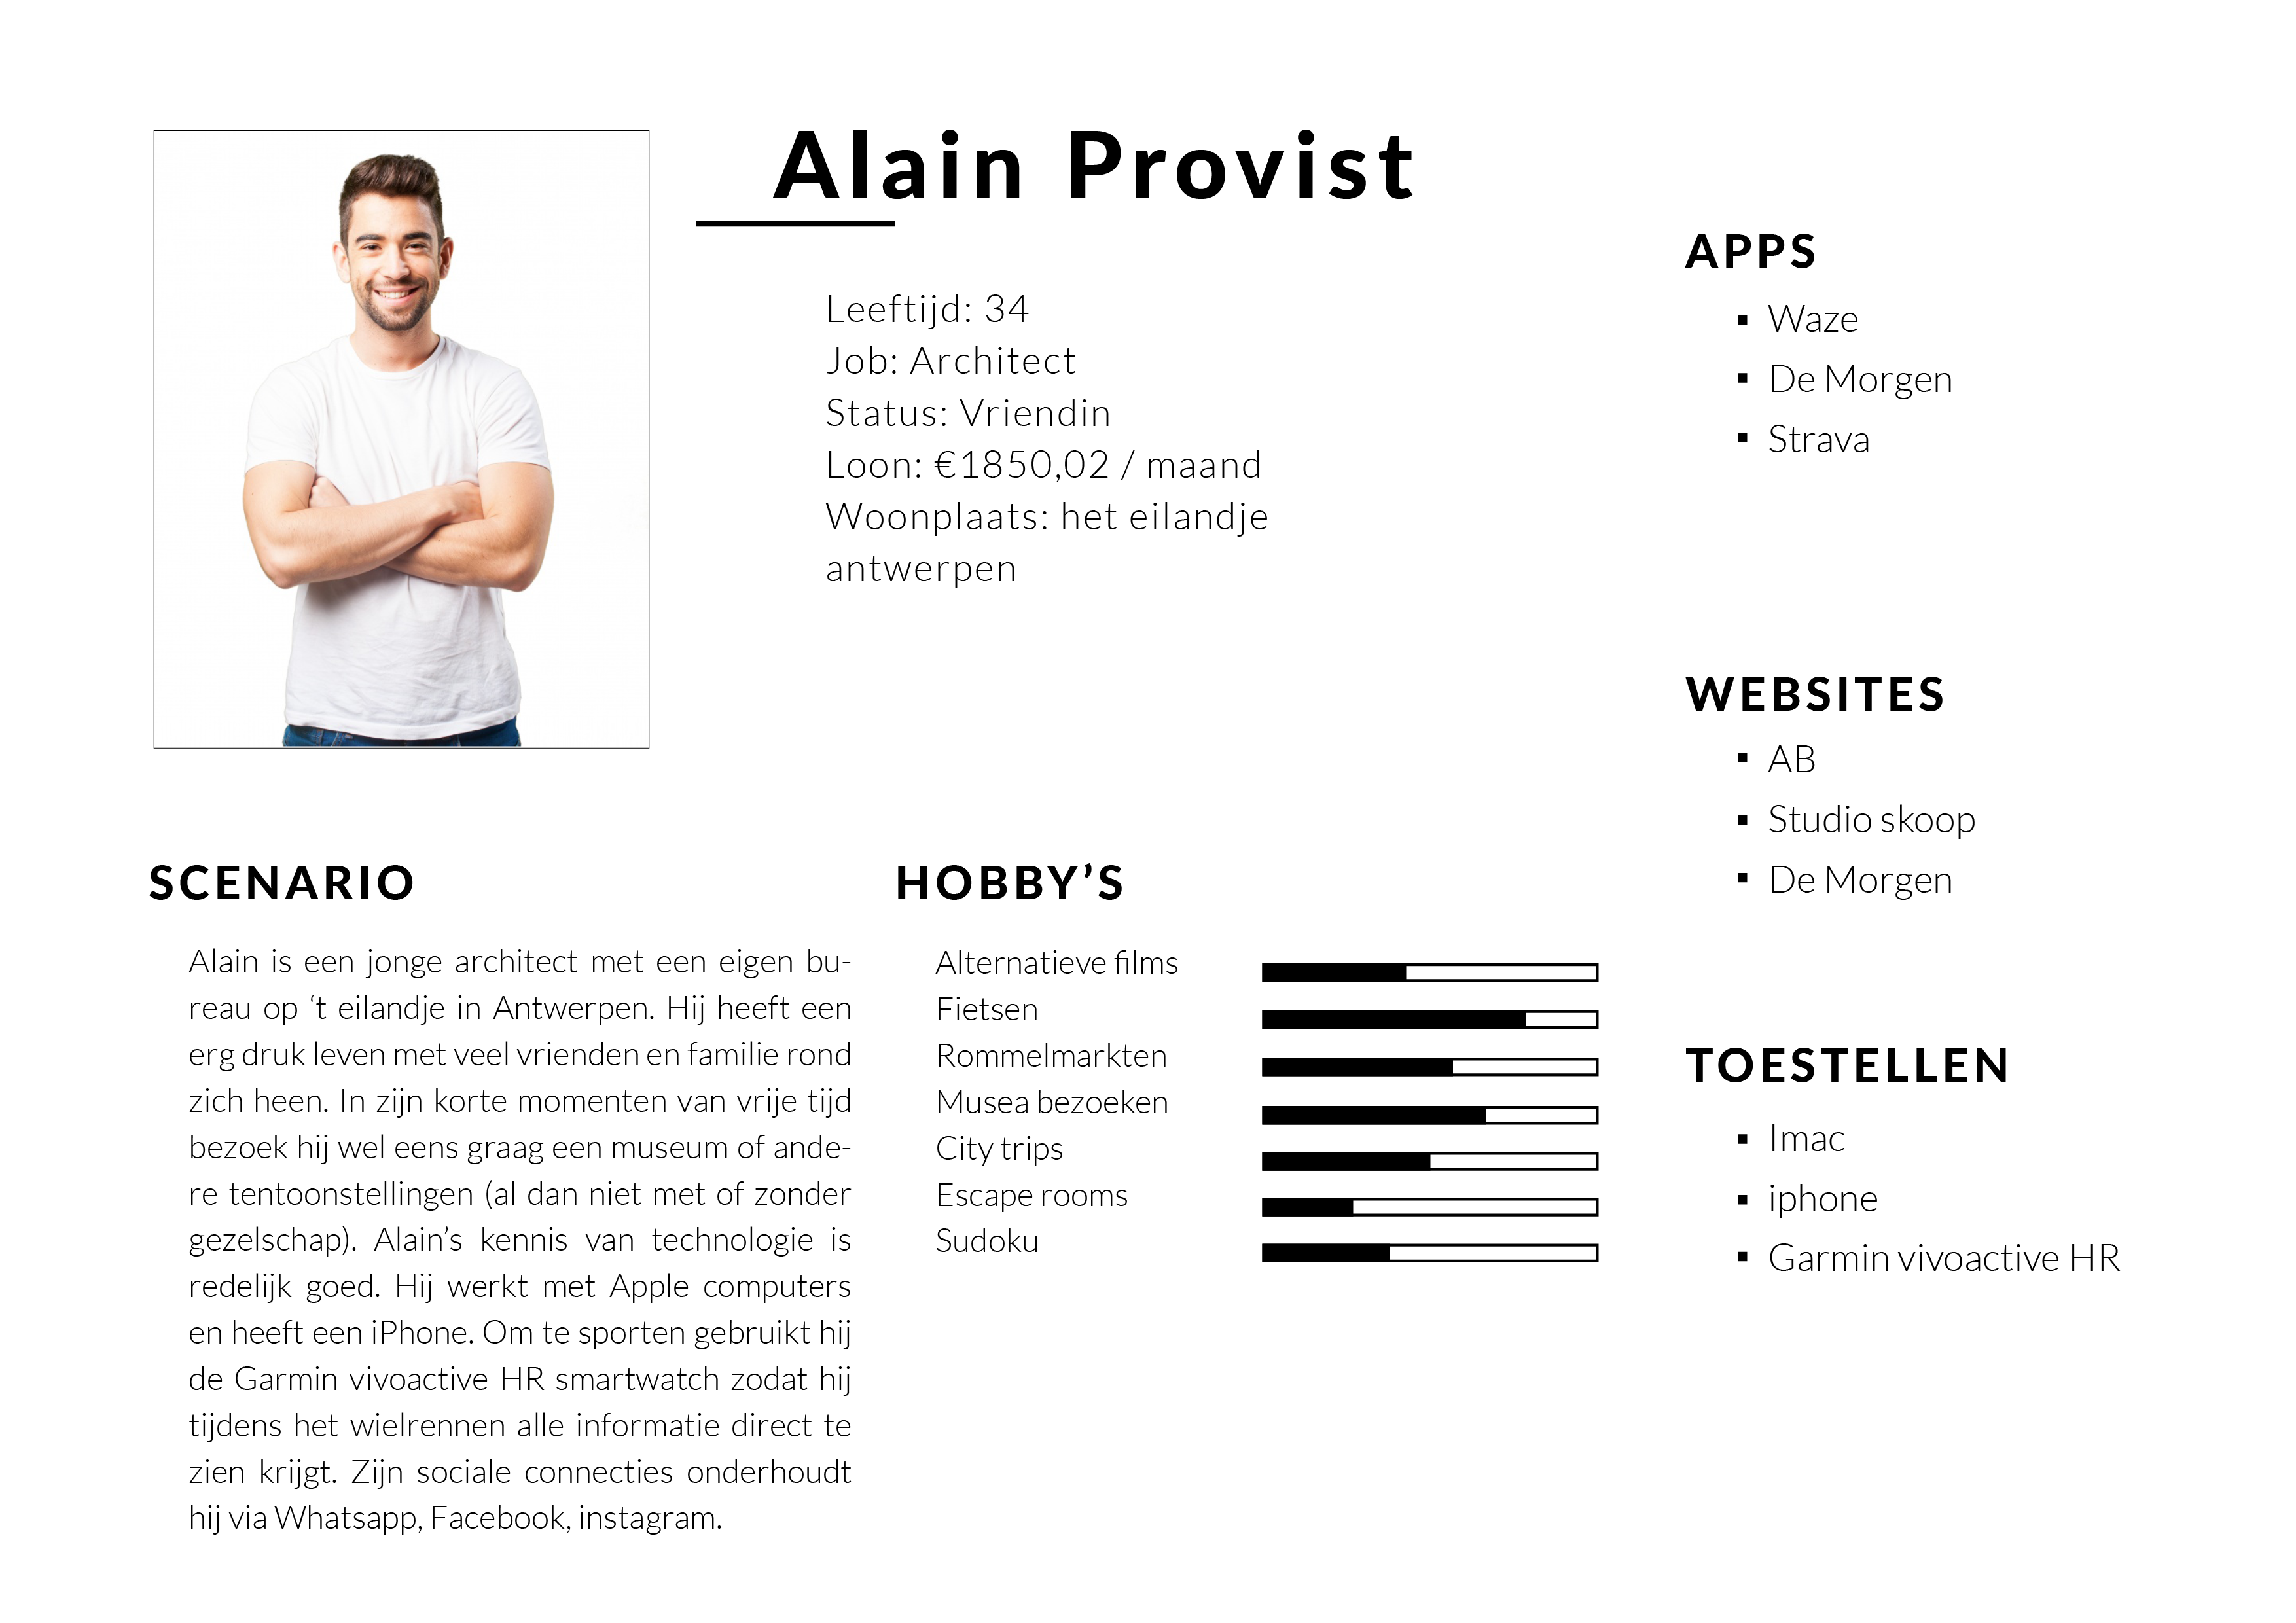 Alain Provist
Leeftijd: 34
Job: Architect
Status: Vriendin
Loon: €1850,02 / maand
Woonplaats: het eilandje
antwerpen
APPS
▪ Waze
▪ De Morgen
▪ Strava
WEBSITES
▪ AB
▪ Studio skoop
▪ De Morgen
TOESTELLEN
▪ Imac
▪ iphone
▪ Garmin vivoactive HR
SCENARIO
Alain is een jonge architect met een eigen bu-
reau op ‘t eilandje in Antwerpen. Hij heeft een
erg druk leven met veel vrienden en familie rond
zich heen. In zijn korte momenten van vrije tijd
bezoek hij wel eens graag een museum of ande-
re tentoonstellingen (al dan niet met of zonder
gezelschap). Alain’s kennis van technologie is
redelijk goed. Hij werkt met Apple computers
en heeft een iPhone. Om te sporten gebruikt hij
de Garmin vivoactive HR smartwatch zodat hij
tijdens het wielrennen alle informatie direct te
zien krijgt. Zijn sociale connecties onderhoudt
hij via Whatsapp, Facebook, instagram.
HOBBY’S
Alternatieve films
Fietsen
Rommelmarkten
Musea bezoeken
City trips
Escape rooms
Sudoku